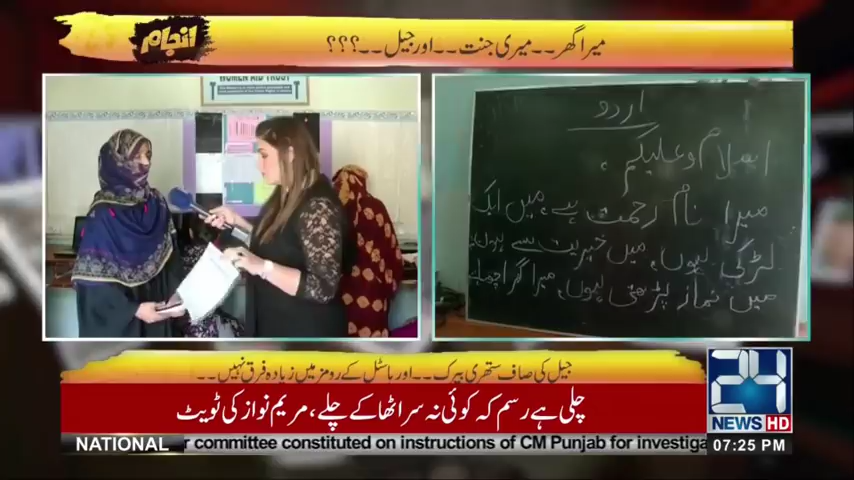 انجام
میرا گھر۔۔میری جنت۔۔اور جیل۔۔؟؟؟
WOMEN AID TRUST
اردو
اسلام وعلیکم،
میرا نام رحمت ہے، میں ایک
لڑکی ہوں، میں خیریت سے ہوں،
میں نماز پڑھتی ہوں، میرا گر
جیل کی صاف ستھری بیرک۔۔اور ہاسٹل کے رومز میں زیادہ فرق نہیں۔۔
چلی ہے رسم کہ کوئی نہ سر اٹھا کے چلے، مریم نواز کی ٹویٹ
24
NEWS HD
NATIONAL
r committee constituted on instructions of CM Punjab for investiga
07:25 PM